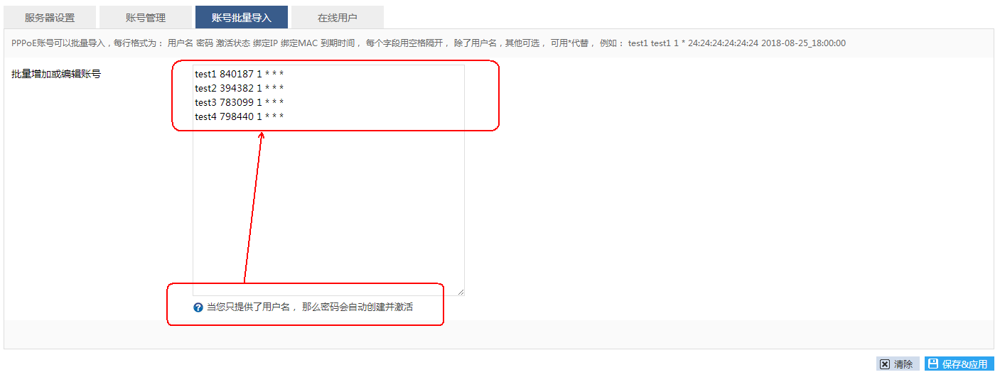 服务器设置 账号管理 账号批量导入 在线用户
PPPoE账号可以批量导入，每行格式为： 用户名 密码 激活状态 绑定IP 绑定MAC 到期时间， 每个字段用空格隔开， 除了用户名，其他可选， 可用*代替， 例如： test1 test1 1 * 24:24:24:24:24:24 2018-08-25_18:00:00
批量增加或编辑账号
test1 840187 1 * * *
test2 394382 1 * * *
test3 783099 1 * * *
test4 798440 1 * * *
当您只提供了用户名， 那么密码会自动创建并激活
清除 保存&应用